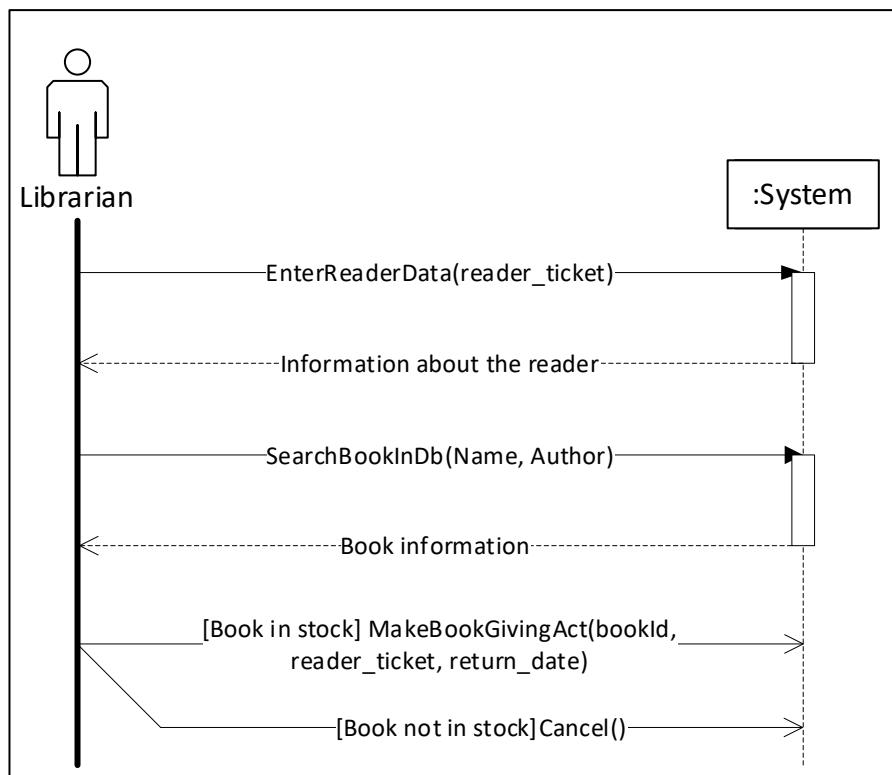 Librarian
:System
EnterReaderData(reader_ticket)
Information about the reader
SearchBookInDb(Name, Author)
Book information
[Book in stock] MakeBookGivingAct(bookId,
reader_ticket, return_date)
[Book not in stock]Cancel()